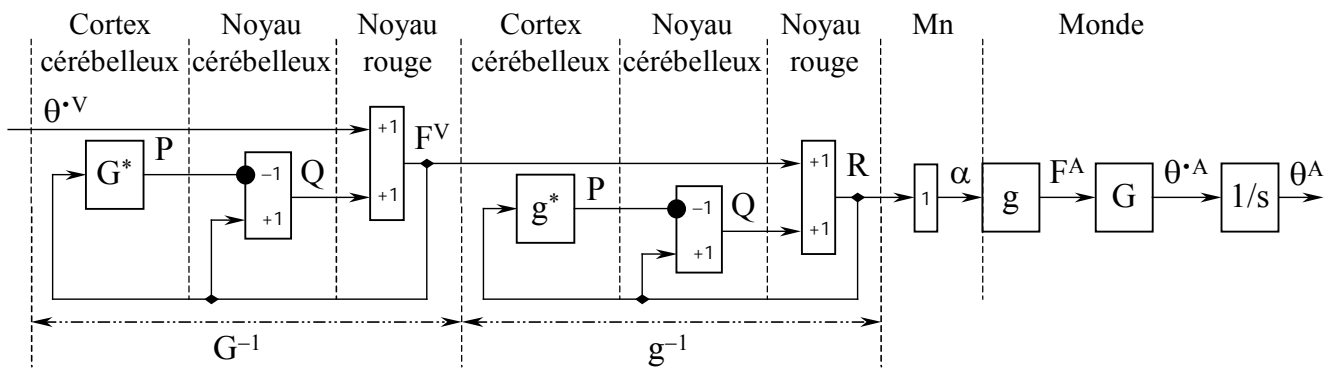 Cortex cérébelleux
Noyau cérébelleux
Noyau rouge
Cortex cérébelleux
Noyau cérébelleux
Noyau rouge
Mn
Monde
θ•V
G*
P
–1
+1
Q
+1
+1
FV
g*
P
–1
+1
Q
+1
+1
R
1
α
g
FA
G
θ•A
1/s
θA
G–1
g–1